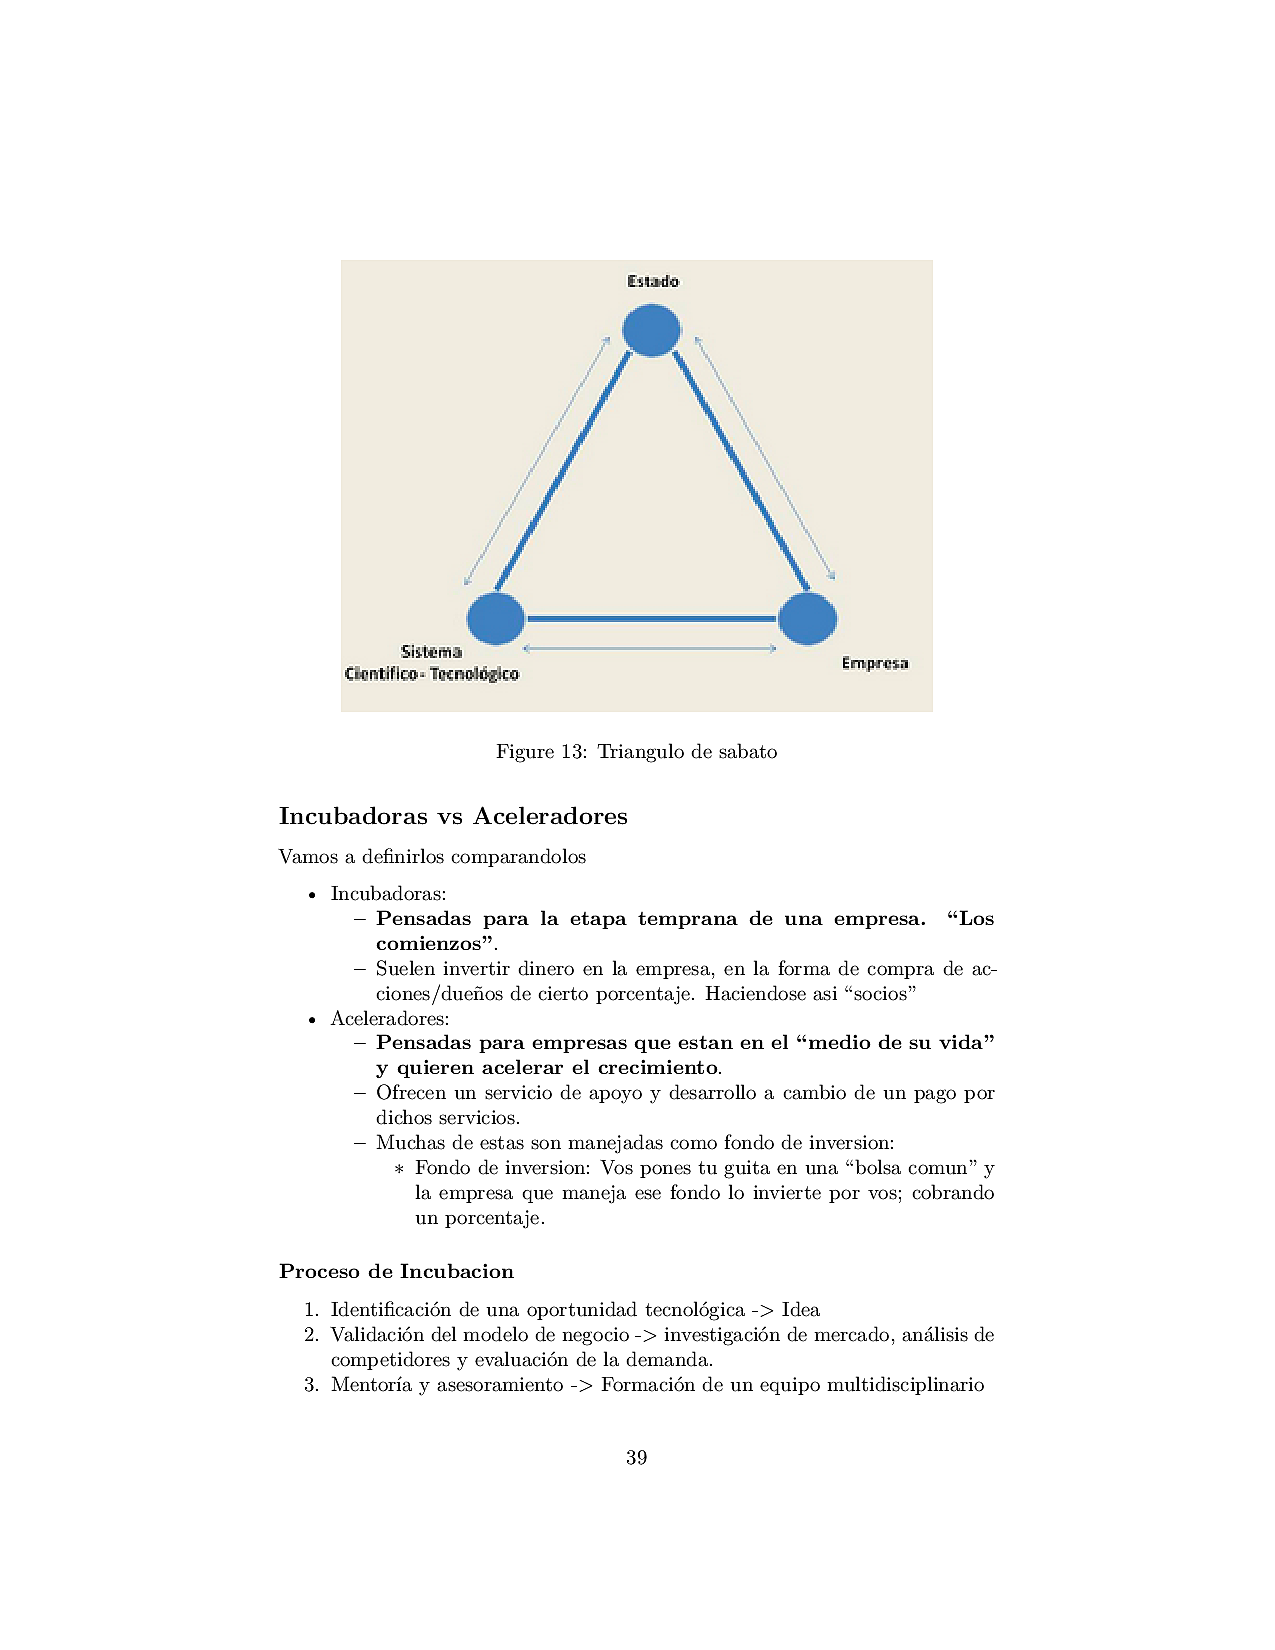 Estado
Sistema
Científico- Tecnológico
Empresa
Figure 13: Triangulo de sabato
Incubadoras vs Aceleradores
Vamos a definirlos comparandolos
• Incubadoras:
– Pensadas para la etapa temprana de una empresa. “Los
comienzos”.
– Suelen invertir dinero en la empresa, en la forma de compra de ac-
ciones/dueños de cierto porcentaje. Haciendose asi “socios”
• Aceleradores:
– Pensadas para empresas que estan en el “medio de su vida”
y quieren acelerar el crecimiento.
– Ofrecen un servicio de apoyo y desarrollo a cambio de un pago por
dichos servicios.
– Muchas de estas son manejadas como fondo de inversion:
∗ Fondo de inversion: Vos pones tu guita en una “bolsa comun” y
la empresa que maneja ese fondo lo invierte por vos; cobrando
un porcentaje.
Proceso de Incubacion
1. Identificación de una oportunidad tecnológica -> Idea
2. Validación del modelo de negocio -> investigación de mercado, análisis de
competidores y evaluación de la demanda.
3. Mentoría y asesoramiento -> Formación de un equipo multidisciplinario
39